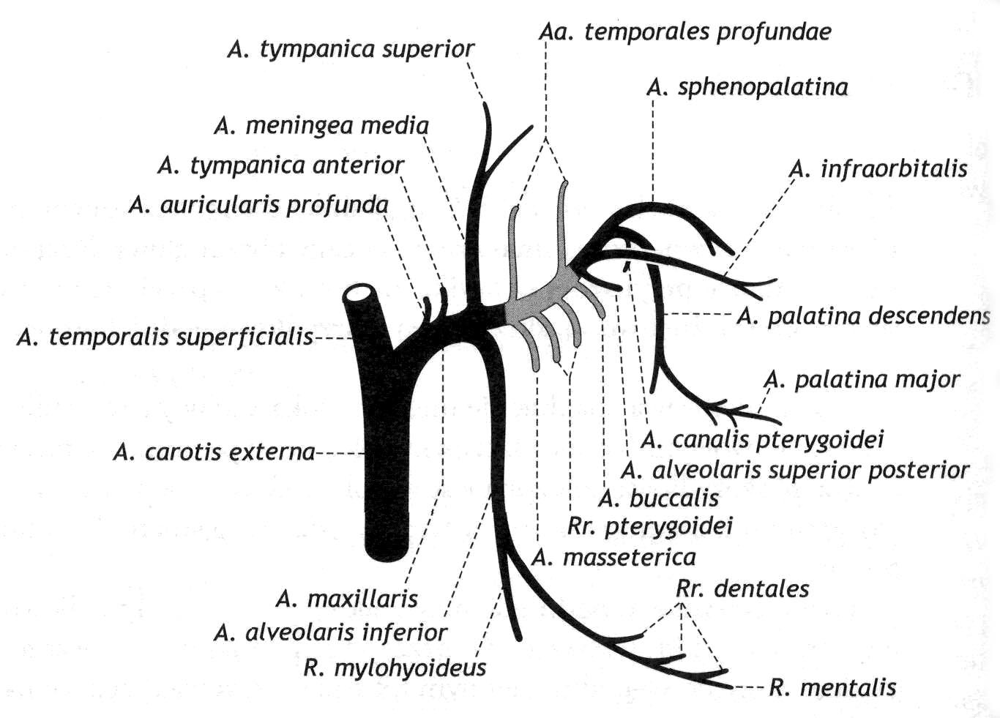 Aa. temporales profundae
A. tympanica superior
A. sphenopalatina
A. meningea media
A. tympanica anterior
A. infraorbitalis
A. auricularis profunda
A. palatina descendens
A. temporalis superficialis
A. palatina major
A. canalis pterygoidei
A. carotis externa
A. alveolaris superior posterior
A. buccalis
Rr. pterygoidei
A. masseterica
Rr. dentales
A. maxillaris
A. alveolaris inferior
R. mylohyoideus
R. mentalis